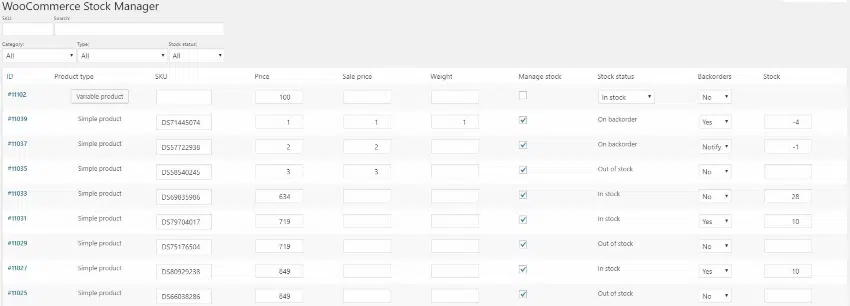 WooCommerce Stock Manager
SKU: Search:
Category: Type: Stock status:
All All All
ID Product type SKU Price Sale price Weight Manage stock Stock status Backorders Stock
#11102 Variable product 100 In stock No
#11039 Simple product DS71445074 1 1 1 On backorder Yes -4
#11037 Simple product DS57722938 2 2 On backorder Notify -1
#11035 Simple product DS58540245 3 3 Out of stock No
#11033 Simple product DS69835986 634 In stock No 28
#11031 Simple product DS79704017 719 In stock Yes 10
#11029 Simple product DS75176504 719 Out of stock No
#11027 Simple product DS80929238 849 In stock Yes 10
#11025 Simple product DS66038286 849 Out of stock No